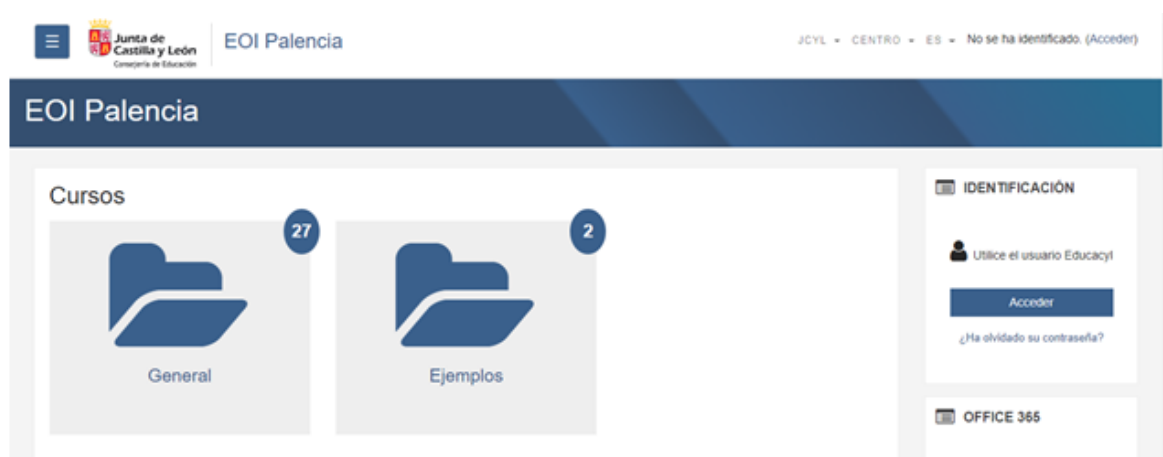 Junta de
Castilla y León
Consejería de Educación
EOI Palencia
JCYL CENTRO ES No se ha identificado. (Acceder)
EOI Palencia
Cursos
27
General
2
Ejemplos
IDENTIFICACIÓN
Utilice el usuario Educacyl
Acceder
¿Ha olvidado su contraseña?
OFFICE 365